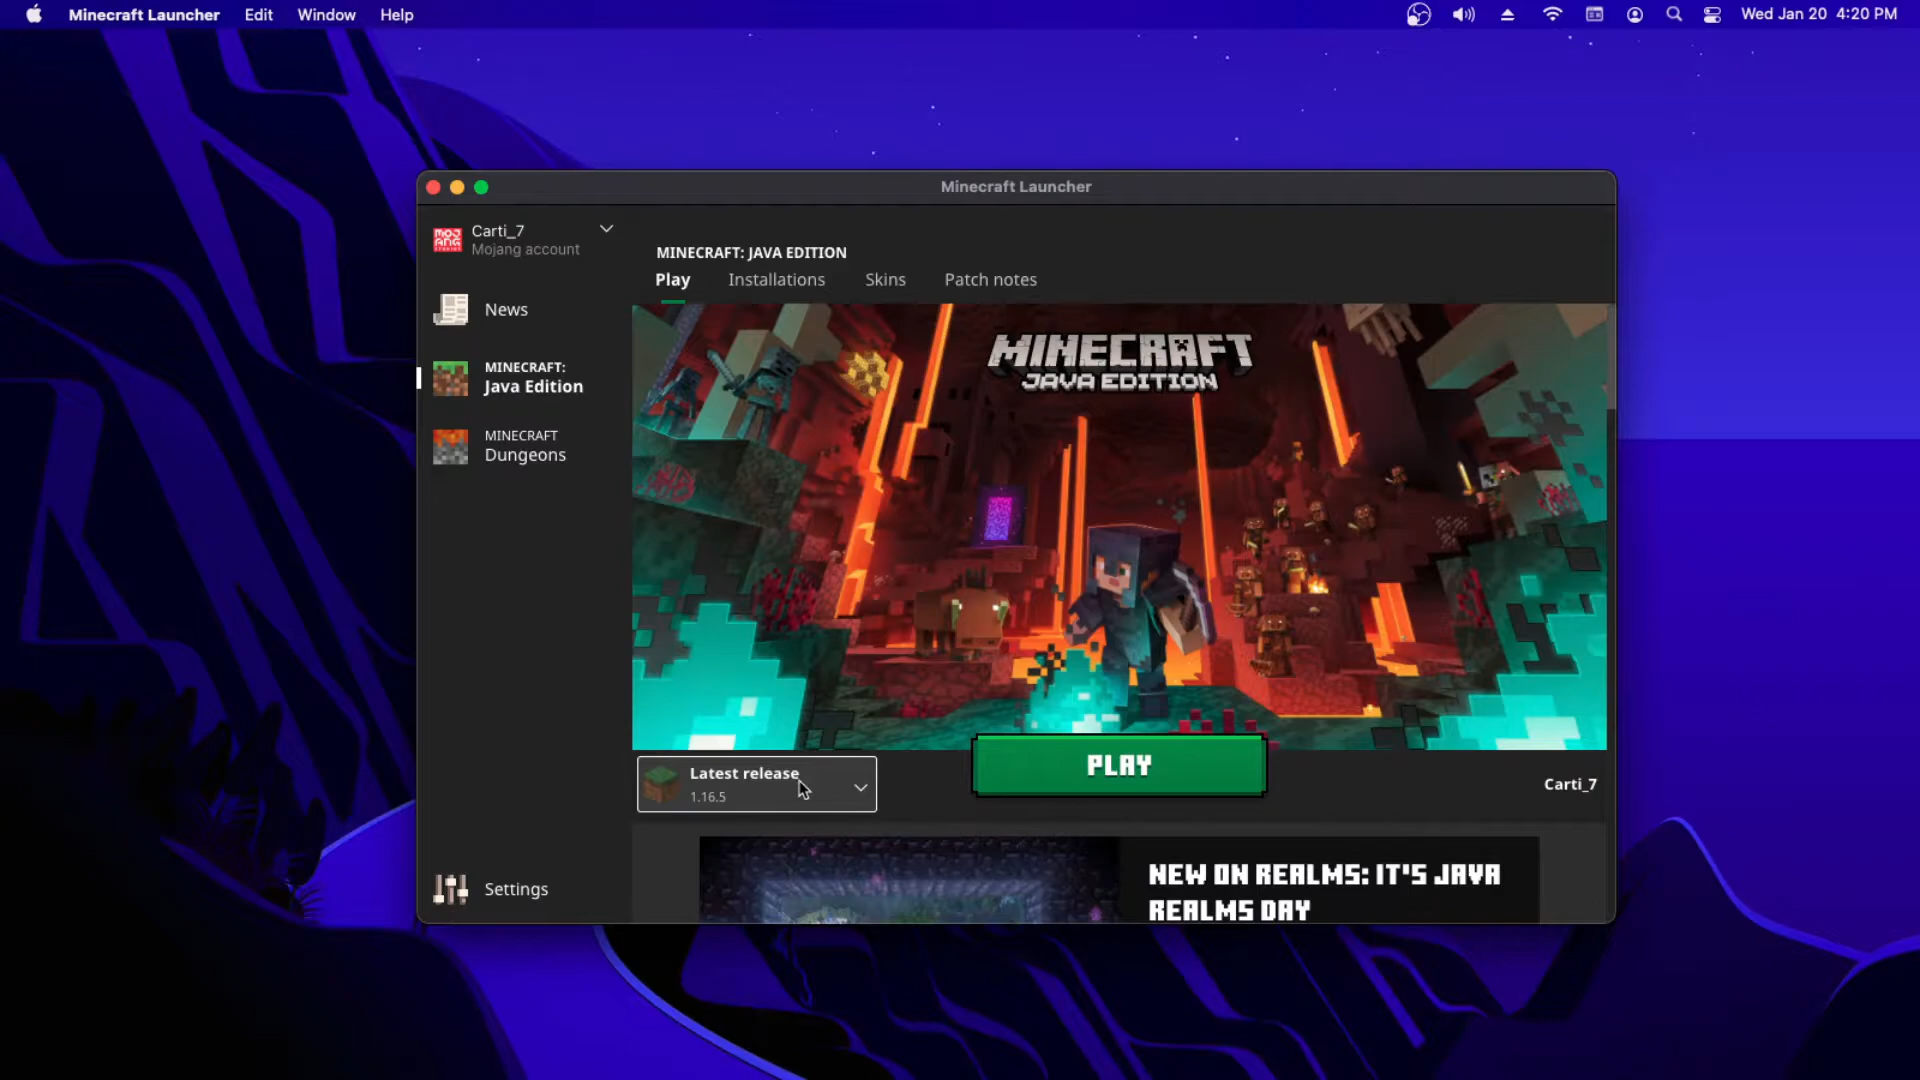 Minecraft Launcher Edit Window Help Wed Jan 20 4:20 PM
Minecraft Launcher
Carti_7
Mojang account
MOJ
ANG
News
MINECRAFT:
Java Edition
MINECRAFT
Dungeons
Settings
MINECRAFT: JAVA EDITION
Play Installations Skins Patch notes
MINECRAFT
JAVA EDITION
Latest release
1.16.5
PLAY
Carti_7
NEW ON REALMS: IT'S JAVA
REALMS DAY